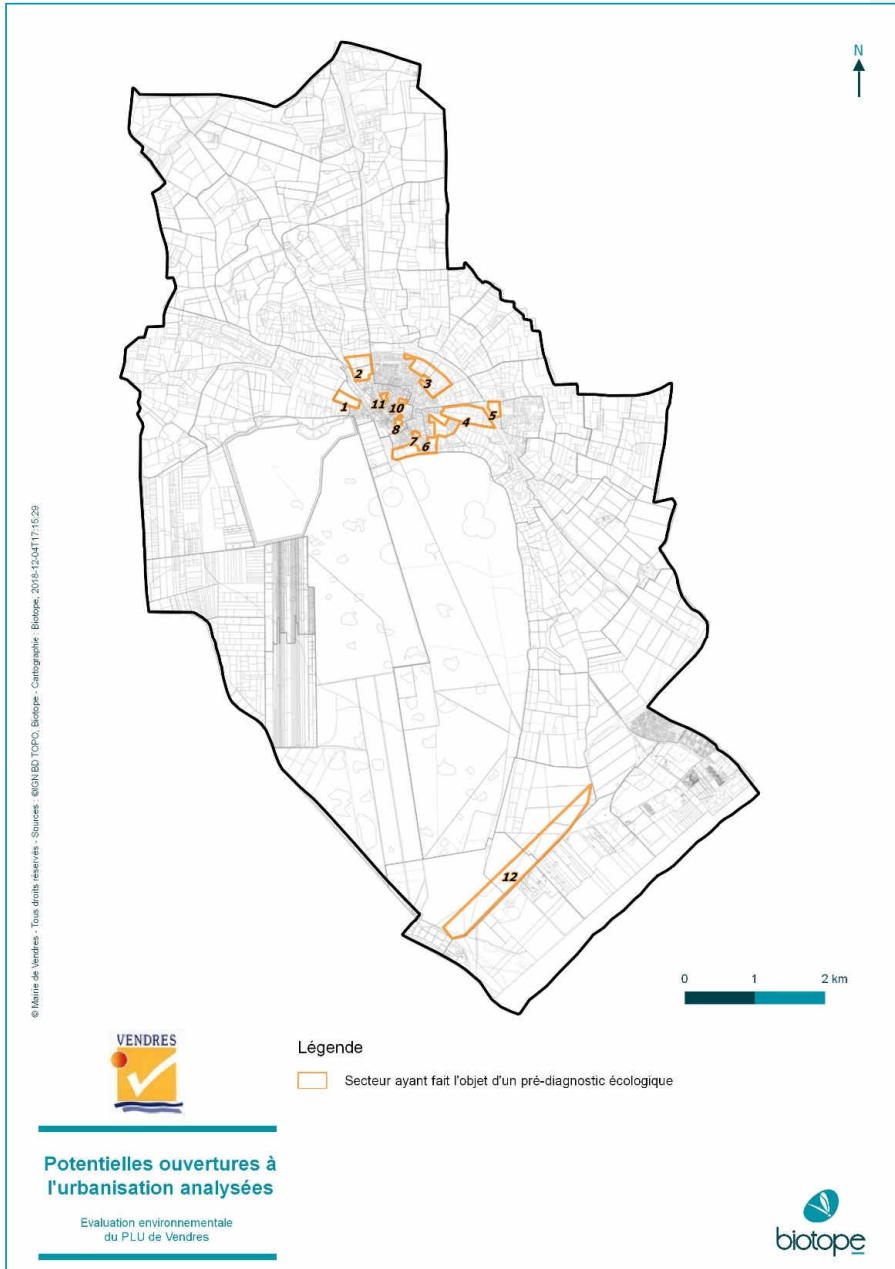 N
2
3
1
11
10
5
4
8
7
6
12
© Mairie de Vendres - Tous droits réservés - Sources : ©IGN BD TOPO, Biotope - Cartographie : Biotope, 2018-12-04T17:15:29
0 1 2 km
VENDRES
Légende
Secteur ayant fait l'objet d'un pré-diagnostic écologique
Potentielles ouvertures à
l'urbanisation analysées
Evaluation environnementale
du PLU de Vendres
biotope